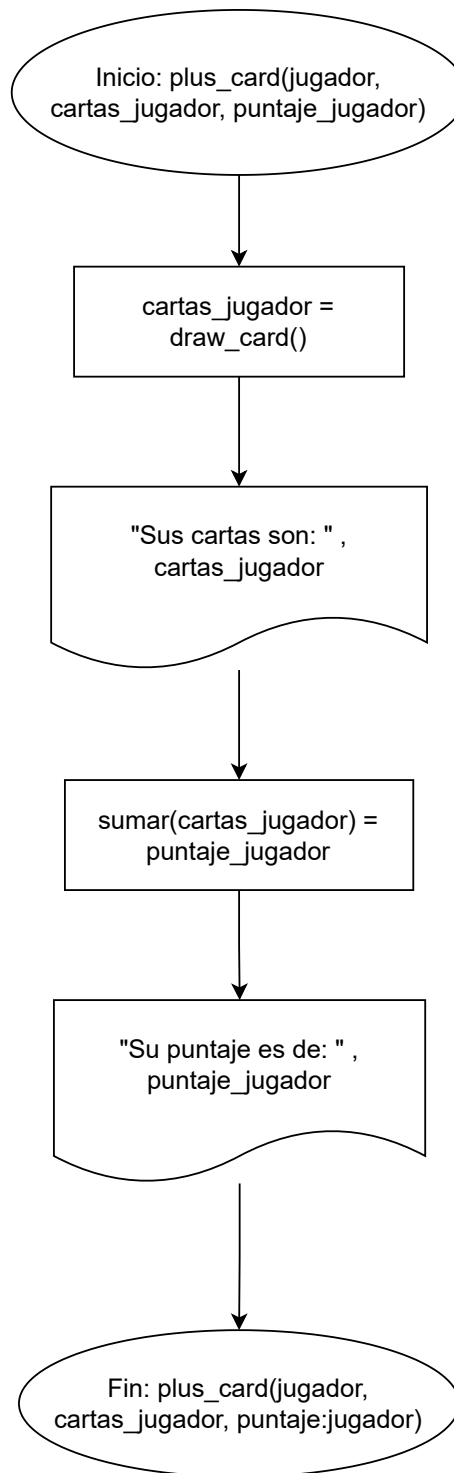 Inicio: plus_card(jugador,
cartas_jugador, puntaje_jugador)
cartas_jugador =
draw_card()
"Sus cartas son: " ,
cartas_jugador
sumar(cartas_jugador) =
puntaje_jugador
"Su puntaje es de: " ,
puntaje_jugador
Fin: plus_card(jugador,
cartas_jugador, puntaje:jugador)